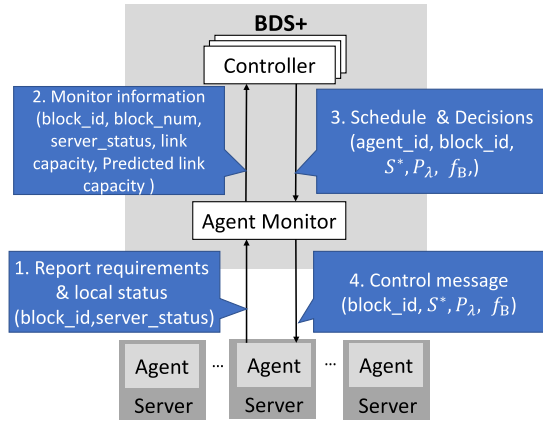 BDS+
Controller
2. Monitor information
(block_id, block_num,
server_status, link
capacity, Predicted link
capacity )
3. Schedule & Decisions
(agent_id, block_id,
S*, Pλ, fB,)
Agent Monitor
1. Report requirements
& local status
(block_id,server_status)
4. Control message
(block_id, S*, Pλ, fB)
Agent ... Agent ... Agent
Server Server Server